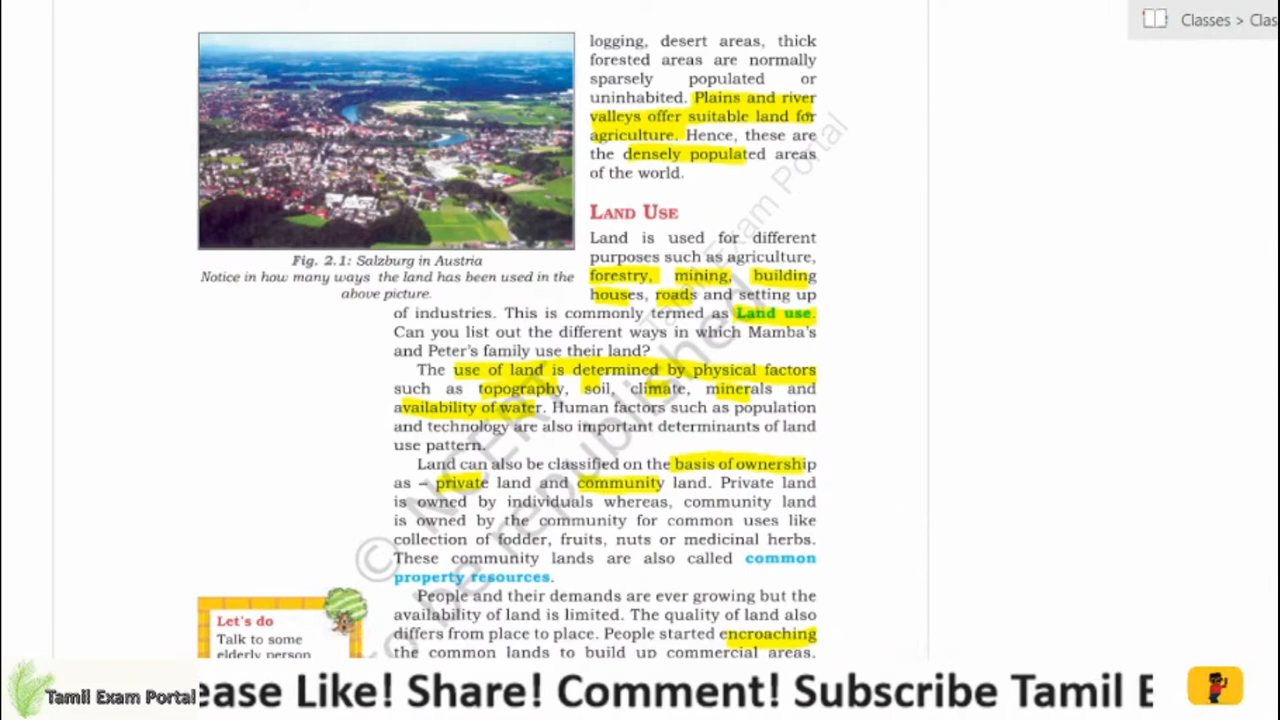 Classes > Clas
logging, desert areas, thick
forested areas are normally
sparsely populated or
uninhabited. Plains and river
valleys offer suitable land for
agriculture. Hence, these are
the densely populated areas
of the world.
LAND USE
Land is used for different
purposes such as agriculture,
forestry, mining, building
houses, roads and setting up
Fig. 2.1: Salzburg in Austria
Notice in how many ways the land has been used in the
above picture.
of industries. This is commonly termed as Land use.
Can you list out the different ways in which Mamba's
and Peter's family use their land?
The use of land is determined by physical factors
such as topography, soil, climate, minerals and
availability of water. Human factors such as population
and technology are also important determinants of land
use pattern.
Land can also be classified on the basis of ownership
as – private land and community land. Private land
is owned by individuals whereas, community land
is owned by the community for common uses like
collection of fodder, fruits, nuts or medicinal herbs.
These community lands are also called common
property resources.
People and their demands are ever growing but the
availability of land is limited. The quality of land also
differs from place to place. People started encroaching
the common lands to build up commercial areas,
Let's do
Talk to some
elderly person
© NCERT
o be republished
Tamil Exam Portal
Tamil Exam Portal
ease Like! Share! Comment! Subscribe Tamil E